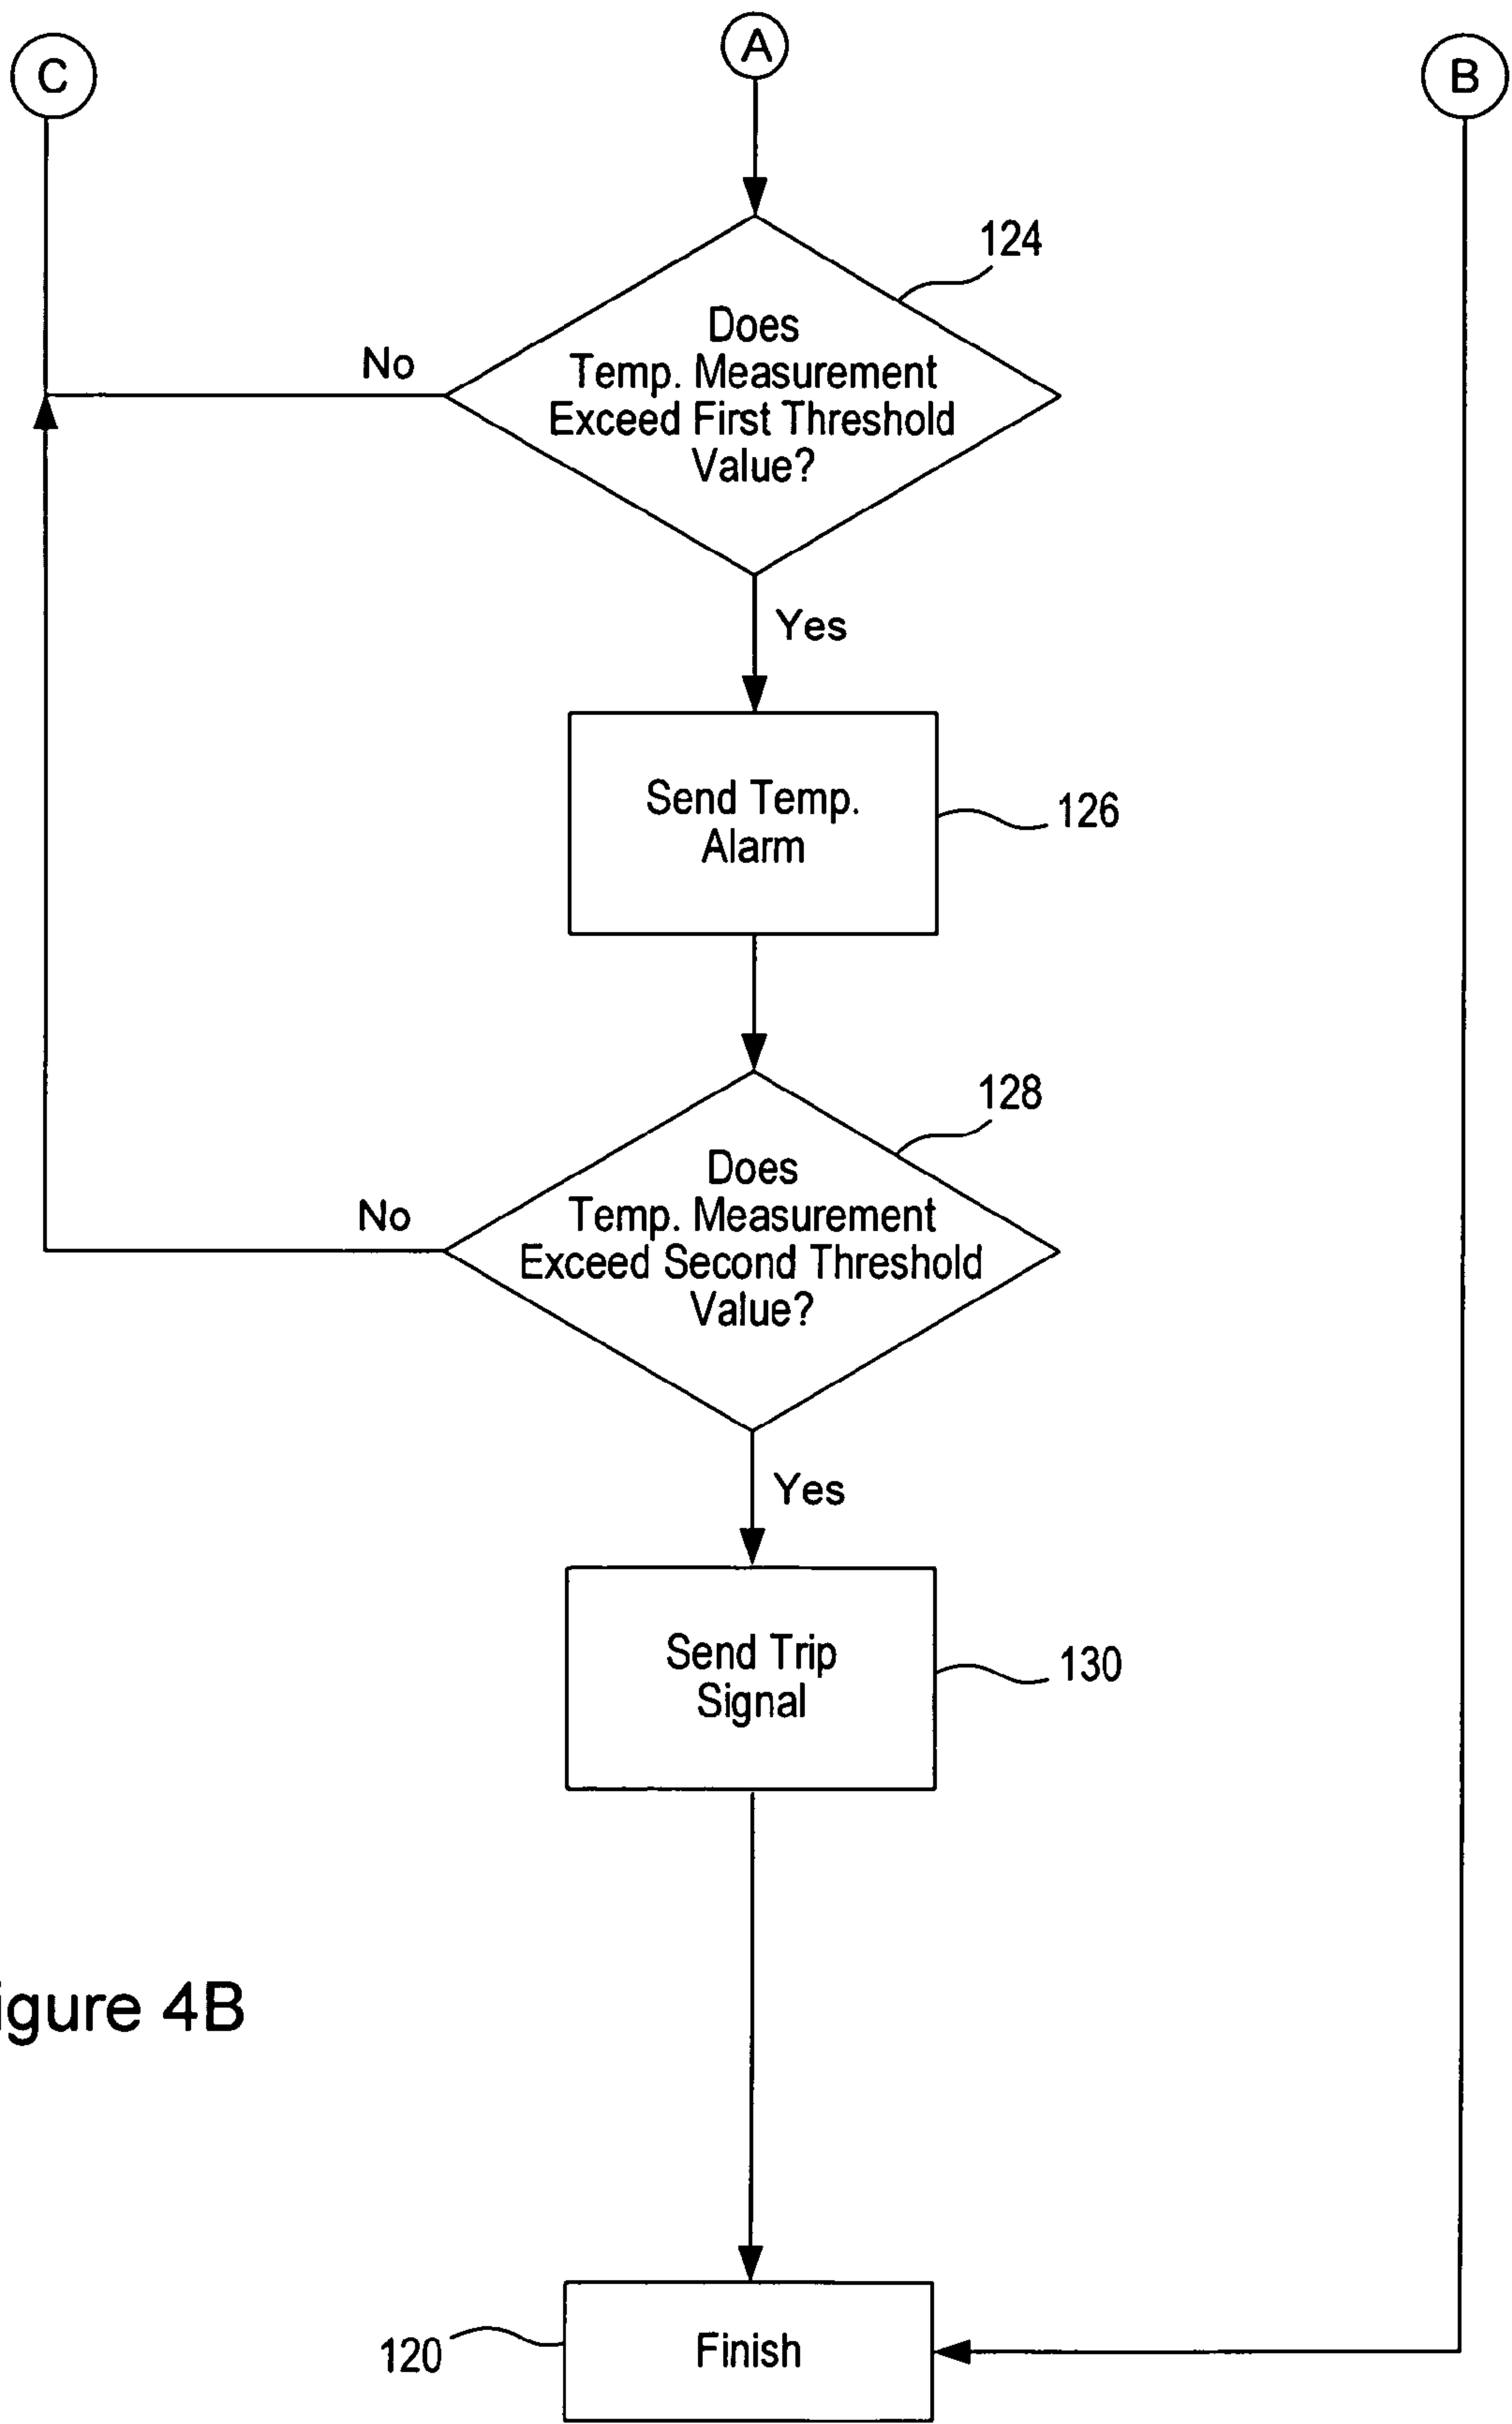 C
A
B
124
Does
Temp. Measurement
Exceed First Threshold
Value?
No
Yes
Send Temp.
Alarm
126
128
Does
Temp. Measurement
Exceed Second Threshold
Value?
No
Yes
Send Trip
Signal
130
igure 4B
120
Finish